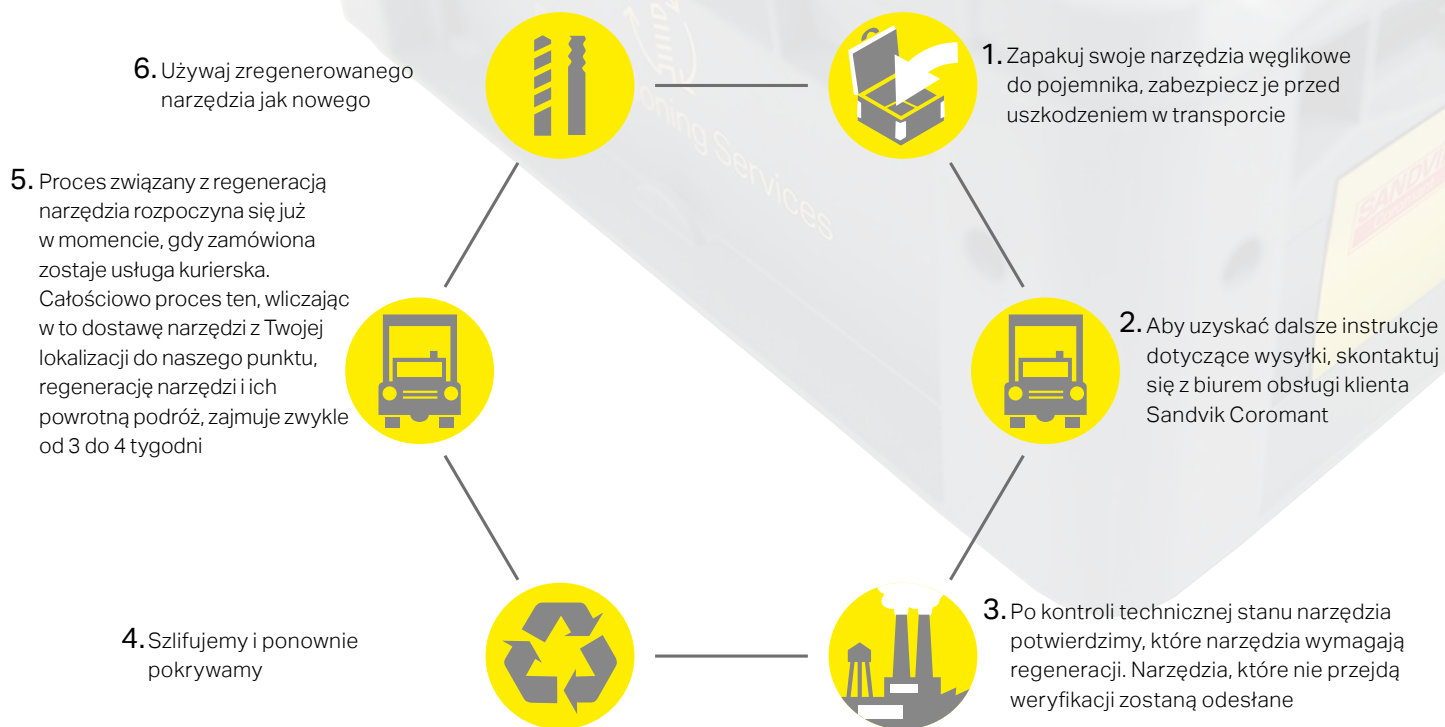 1. Zapakuj swoje narzędzia węglikowe
do pojemnika, zabezpiecz je przed
uszkodzeniem w transporcie
2. Aby uzyskać dalsze instrukcje
dotyczące wysyłki, skontaktuj
się z biurem obsługi klienta
Sandvik Coromant
3. Po kontroli technicznej stanu narzędzia
potwierdzimy, które narzędzia wymagają
regeneracji. Narzędzia, które nie przejdą
weryfikacji zostaną odesłane
4. Szlifujemy i ponownie
pokrywamy
5. Proces związany z regeneracją
narzędzia rozpoczyna się już
w momencie, gdy zamówiona
zostaje usługa kurierska.
Całościowo proces ten, wliczając
w to dostawę narzędzi z Twojej
lokalizacji do naszego punktu,
regenerację narzędzi i ich
powrotną podróż, zajmuje zwykle
od 3 do 4 tygodni
6. Używaj zregenerowanego
narzędzia jak nowego
Services